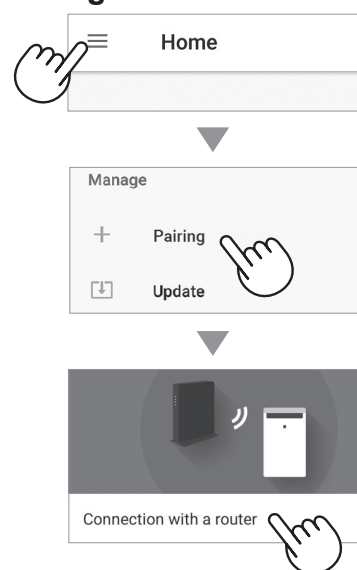 Home
Manage
Pairing
Update
Connection with a router